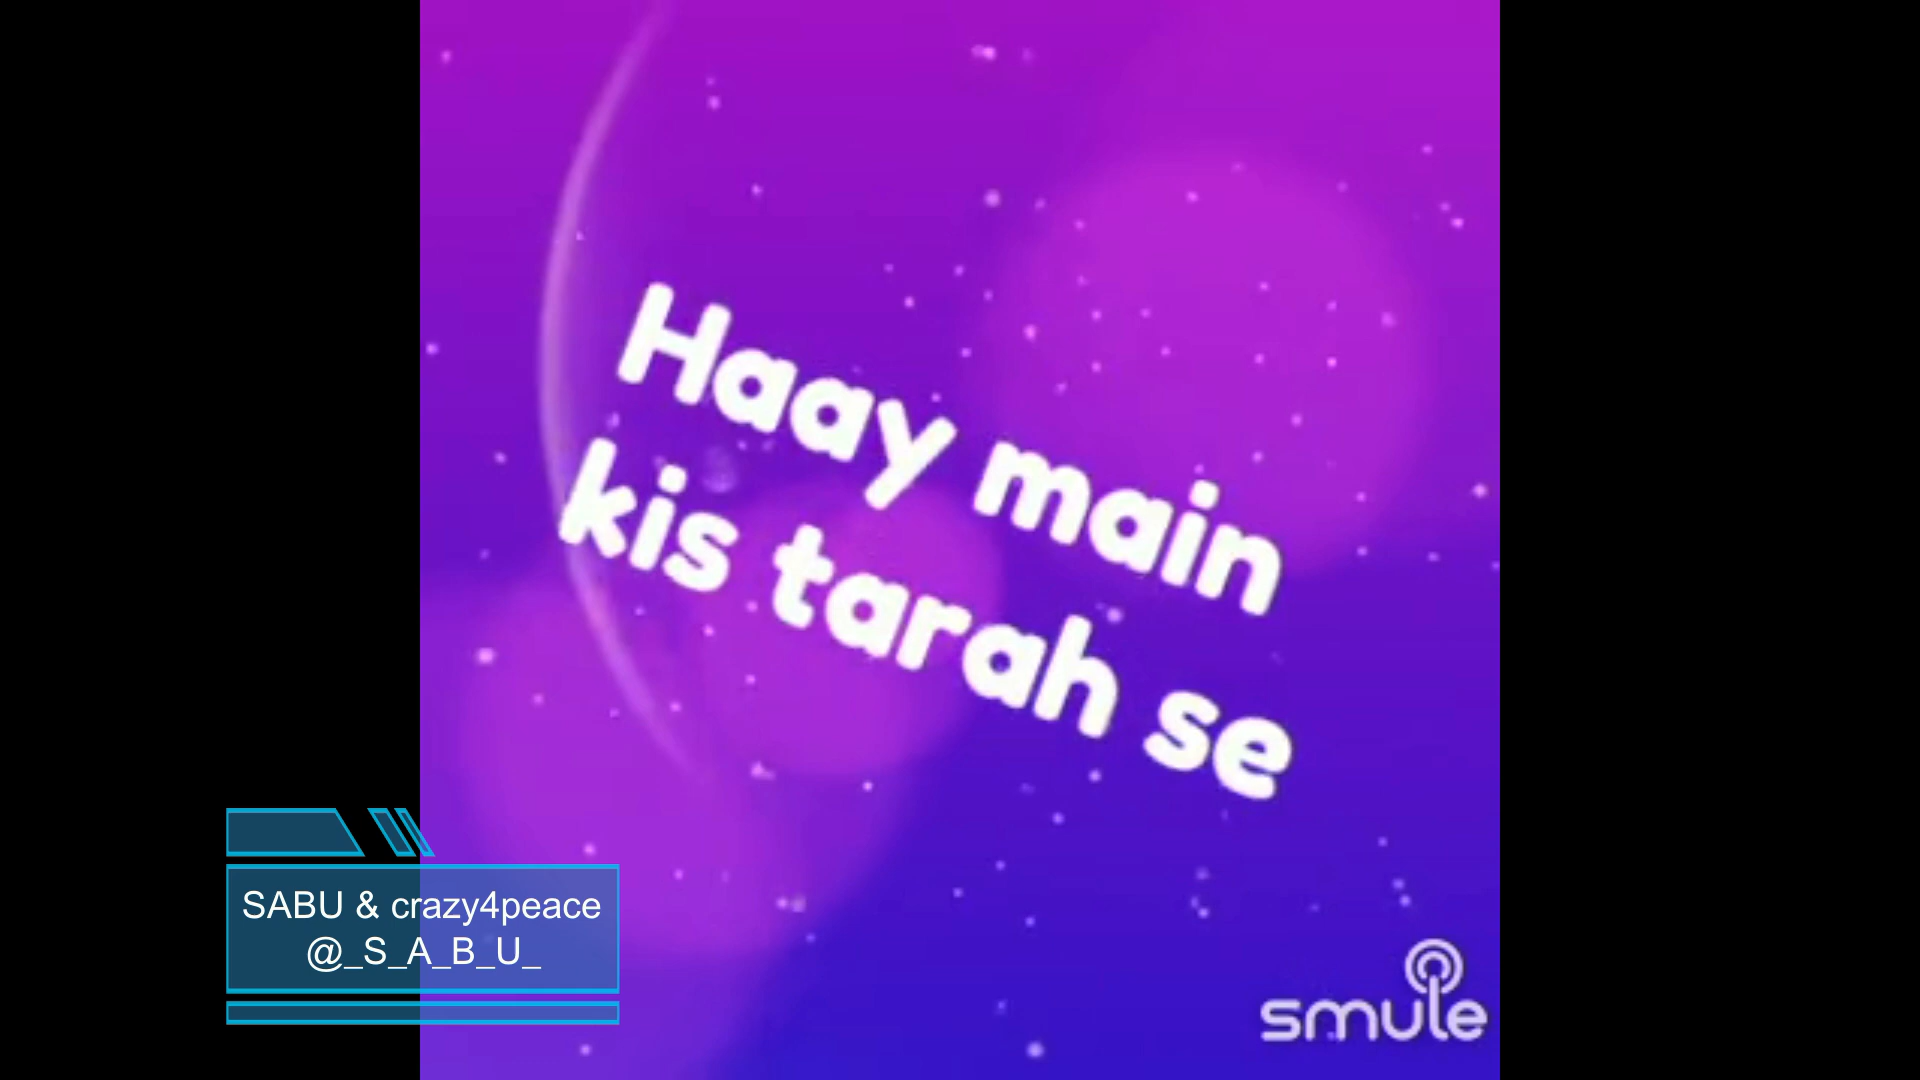 Haay main
kis tarah se
SABU & crazy4peace
@_S_A_B_U_
smule